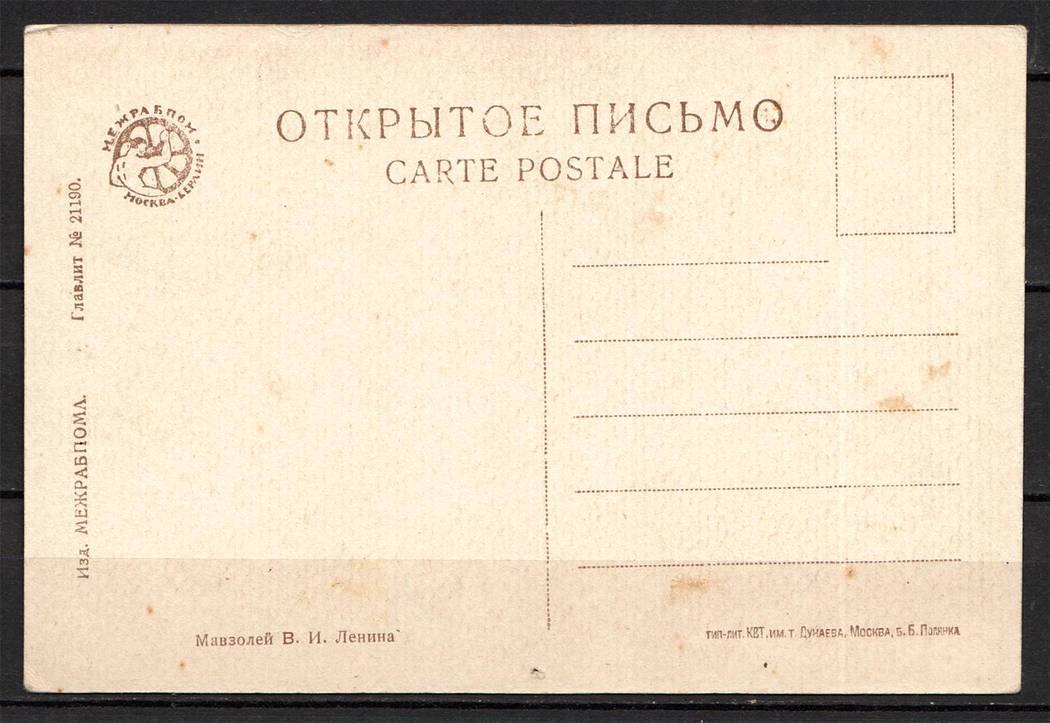 МЕЖРАБПОМ
МОСКВА-БЕРЛИН
ОТКРЫТОЕ ПИСЬМО
CARTE POSTALE
Главлит № 21190.
Изд. МЕЖРАБПОМА.
Мавзолей В. И. Ленина
тип-лит. КВТ, им. т. Дунаева, Москва, б. Б. Полянка